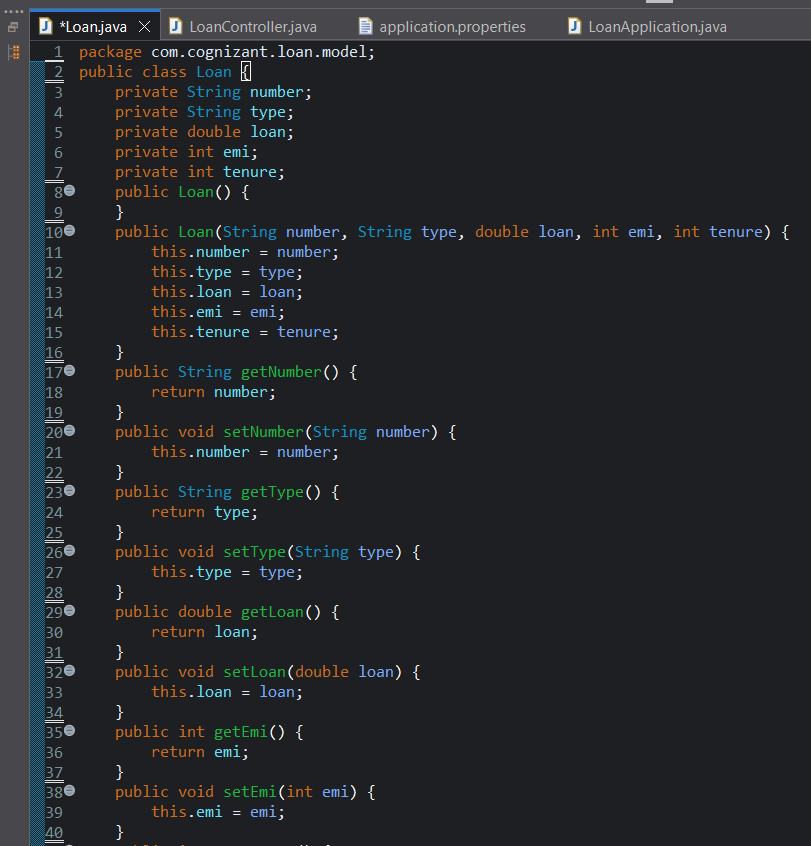 *Loan.java LoanController.java application.properties LoanApplication.java
1 package com.cognizant.loan.model;
2 public class Loan {
3 private String number;
4 private String type;
5 private double loan;
6 private int emi;
7 private int tenure;
8 public Loan() {
9 }
10 public Loan(String number, String type, double loan, int emi, int tenure) {
11 this.number = number;
12 this.type = type;
13 this.loan = loan;
14 this.emi = emi;
15 this.tenure = tenure;
16 }
17 public String getNumber() {
18 return number;
19 }
20 public void setNumber(String number) {
21 this.number = number;
22 }
23 public String getType() {
24 return type;
25 }
26 public void setType(String type) {
27 this.type = type;
28 }
29 public double getLoan() {
30 return loan;
31 }
32 public void setLoan(double loan) {
33 this.loan = loan;
34 }
35 public int getEmi() {
36 return emi;
37 }
38 public void setEmi(int emi) {
39 this.emi = emi;
40 }